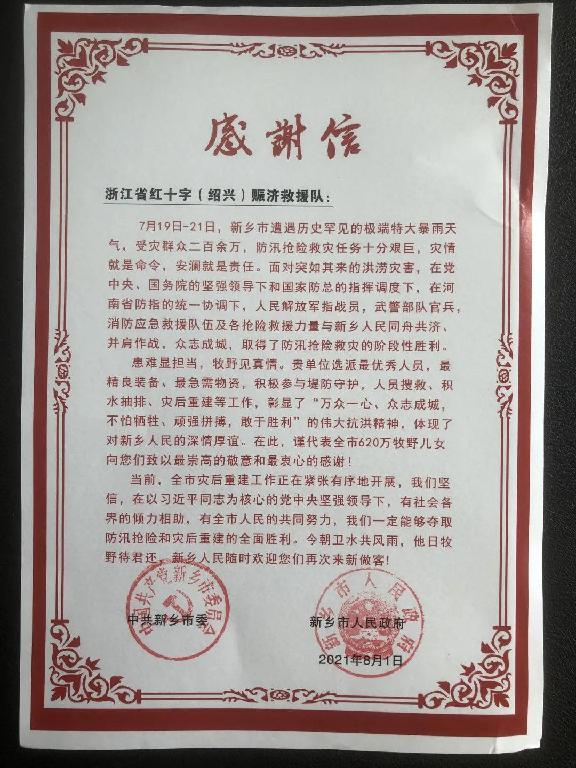 感謝信
浙江省红十字（绍兴）赈济救援队：
7月19日-21日，新乡市遭遇历史罕见的极端特大暴雨天
气，受灾群众二百余万，防汛抢险救灾任务十分艰巨，灾情
就是命令，安澜就是责任。面对突如其来的洪涝灾害，在党
中央、国务院的坚强领导下和国家防总的指挥调度下，在河南
省防指的统一协调下，人民解放军指战员，武警部队官兵，
消防应急救援队伍及各抢险救援力量与新乡人民同舟共济、
并肩作战，众志成城，取得了防汛抢险救灾的阶段性胜利。
患难显担当，牧野见真情。贵单位选派最优秀人员，最
精良装备、最急需物资，积极参与堤防守护，人员搜救、积
水抽排、灾后重建等工作，彰显了“万众一心、众志成城，
不怕牺牲、顽强拼搏，敢于胜利”的伟大抗洪精神，体现了
对新乡人民的深情厚谊。在此，谨代表全市620万牧野儿女
向您们致以最崇高的敬意和最衷心的感谢！
当前，全市灾后重建工作正在紧张有序地开展，我们坚
信，在以习近平同志为核心的党中央坚强领导下，有社会各
界的倾力相助，有全市人民的共同努力，我们一定能够夺取
防汛抢险和灾后重建的全面胜利。今朝卫水共风雨，他日牧
野待君还。新乡人民随时欢迎您们再次来新做客！
中国共产党新乡市委员会
中共新乡市委
新乡市人民政府
新乡市人民政府
2021年8月1日